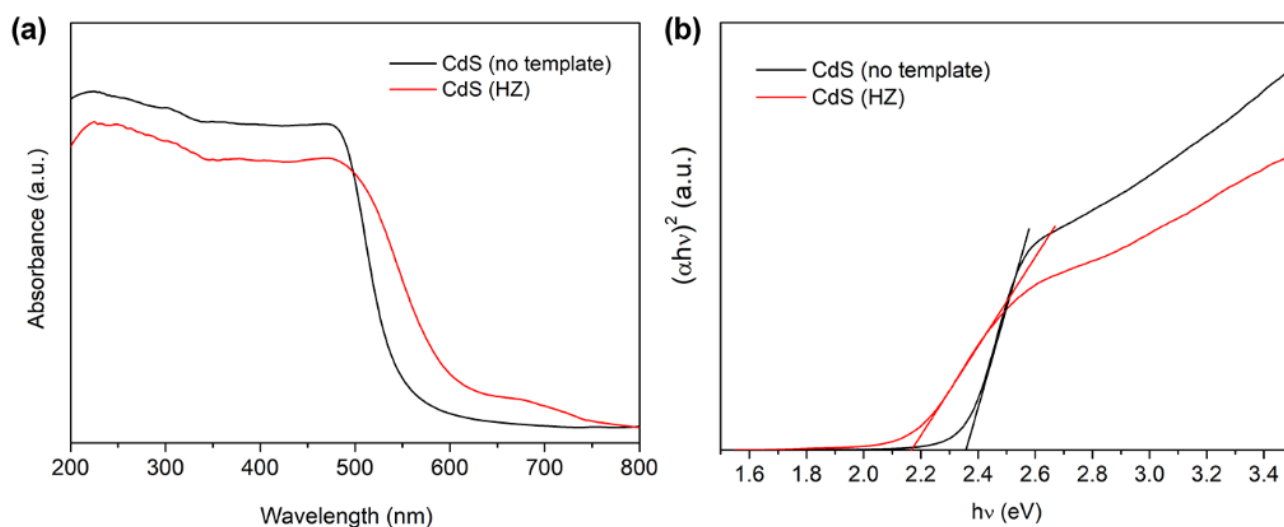 (a)
CdS (no template)
CdS (HZ)
Absorbance (a.u.)
200 300 400 500 600 700 800
Wavelength (nm)
(b)
CdS (no template)
CdS (HZ)
(αhν)² (a.u.)
1.6 1.8 2.0 2.2 2.4 2.6 2.8 3.0 3.2 3.4
hν (eV)